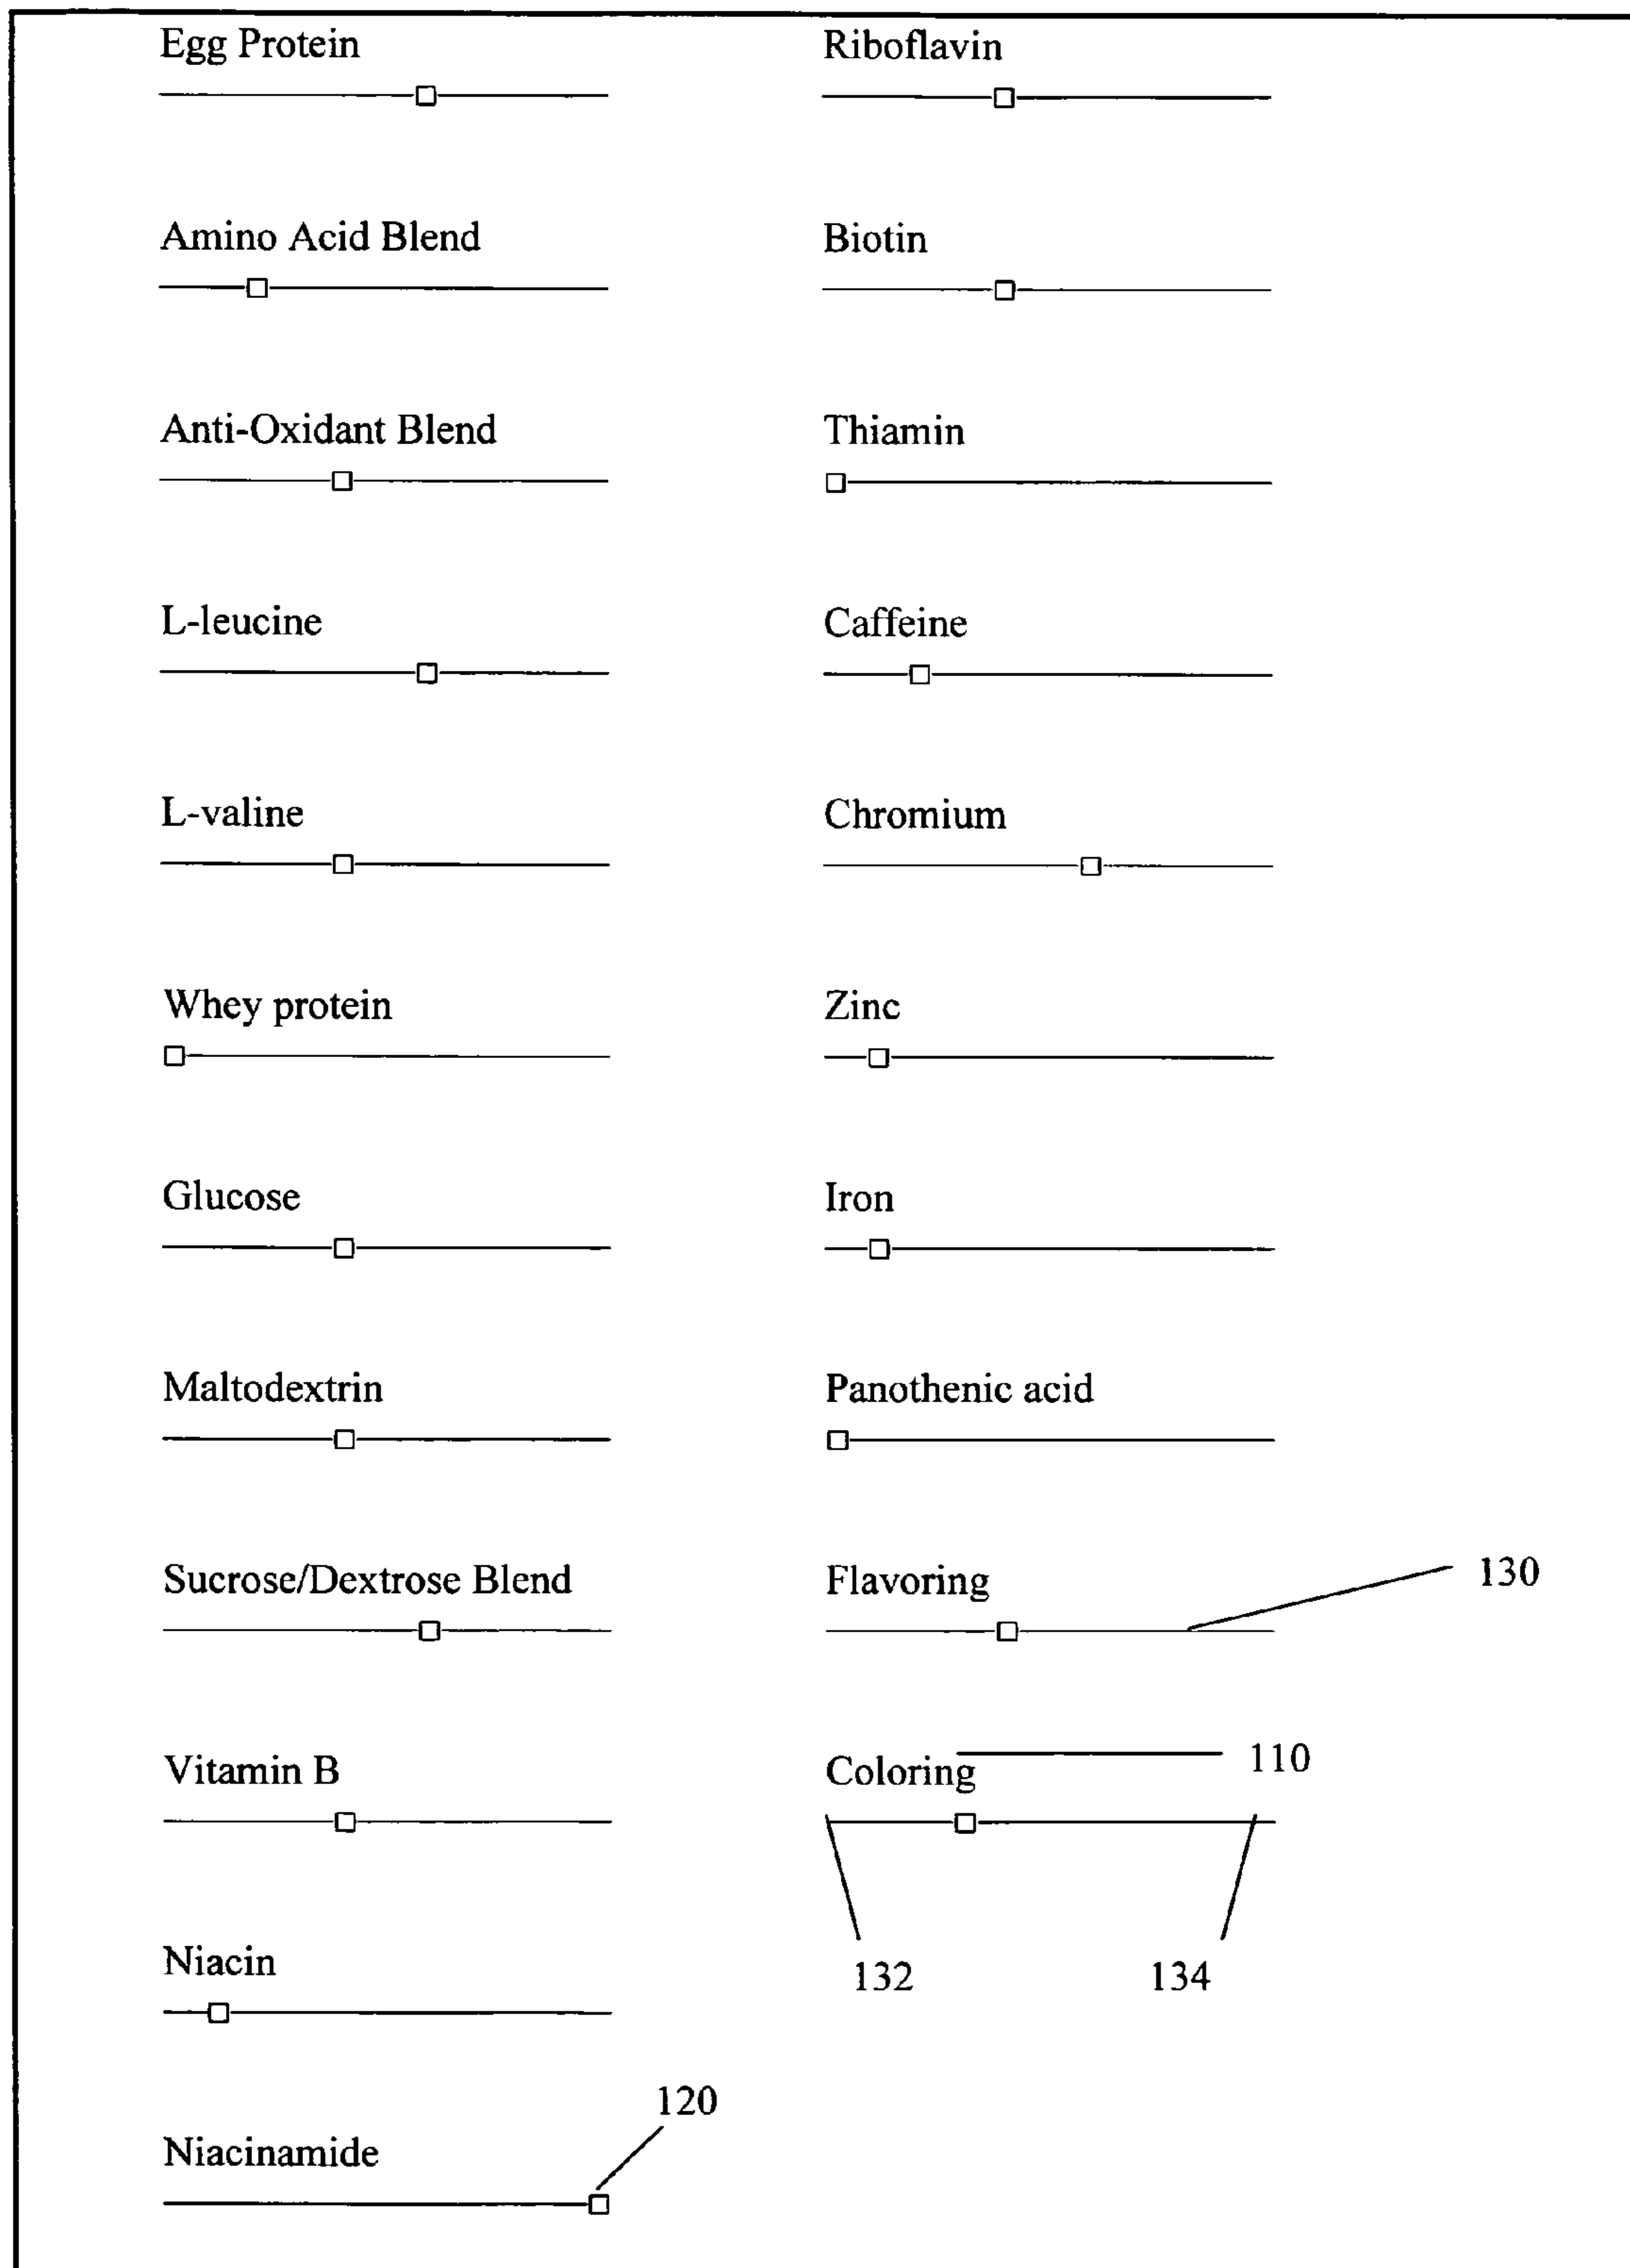 Egg Protein
Amino Acid Blend
Anti-Oxidant Blend
L-leucine
L-valine
Whey protein
Glucose
Maltodextrin
Sucrose/Dextrose Blend
Vitamin B
Niacin
120
Niacinamide
Riboflavin
Biotin
Thiamin
Caffeine
Chromium
Zinc
Iron
Panothenic acid
Flavoring
130
Coloring
110
132
134